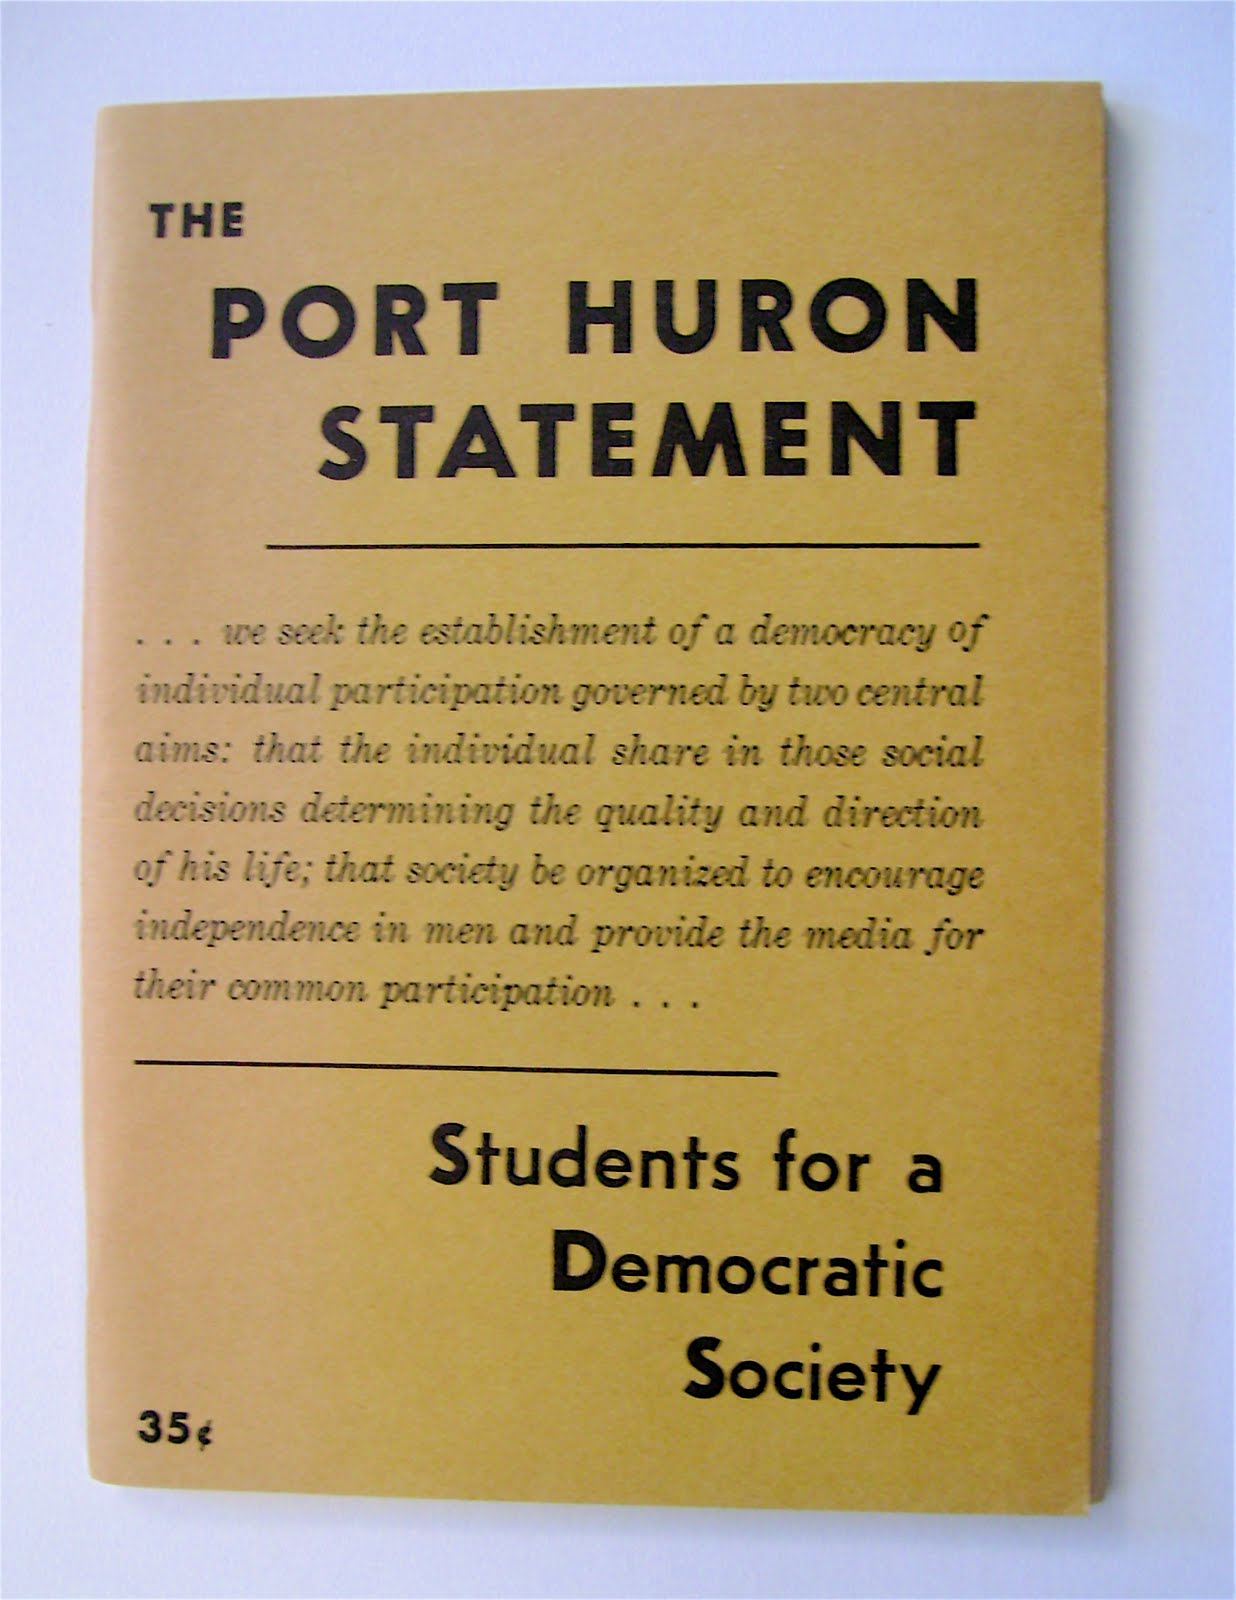 THE
PORT HURON
STATEMENT
. . . we seek the establishment of a democracy of
individual participation governed by two central
aims: that the individual share in those social
decisions determining the quality and direction
of his life; that society be organized to encourage
independence in men and provide the media for
their common participation . . .
Students for a
Democratic
Society
35¢